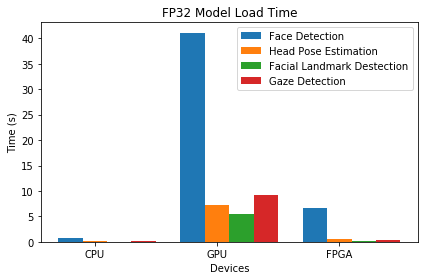 FP32 Model Load Time
Face Detection
Head Pose Estimation
Facial Landmark Destection
Gaze Detection
Time (s)
40
35
30
25
20
15
10
5
0
CPU GPU FPGA
Devices